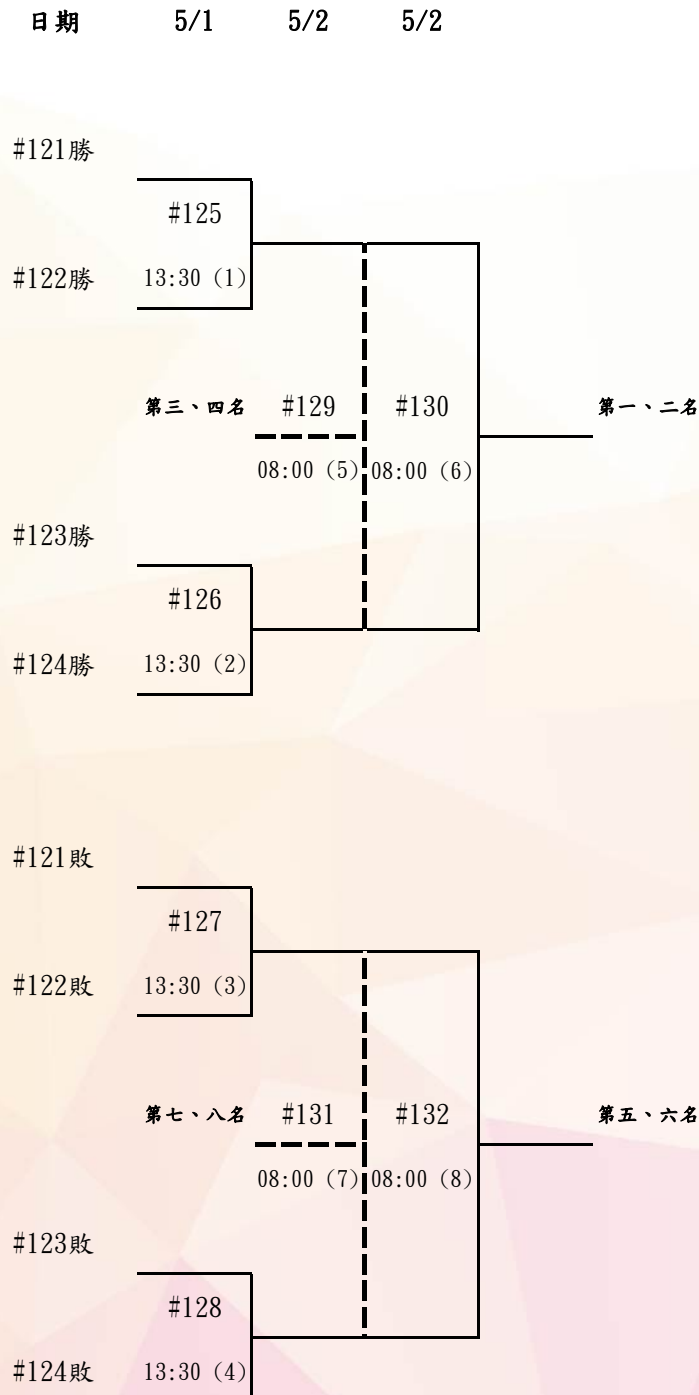 日期 5/1 5/2 5/2
#121勝
#125
#122勝 13:30 (1)
第三、四名 #129 #130 第一、二名
08:00 (5) 08:00 (6)
#123勝
#126
#124勝 13:30 (2)
#121敗
#127
#122敗 13:30 (3)
第七、八名 #131 #132 第五、六名
08:00 (7) 08:00 (8)
#123敗
#128
#124敗 13:30 (4)